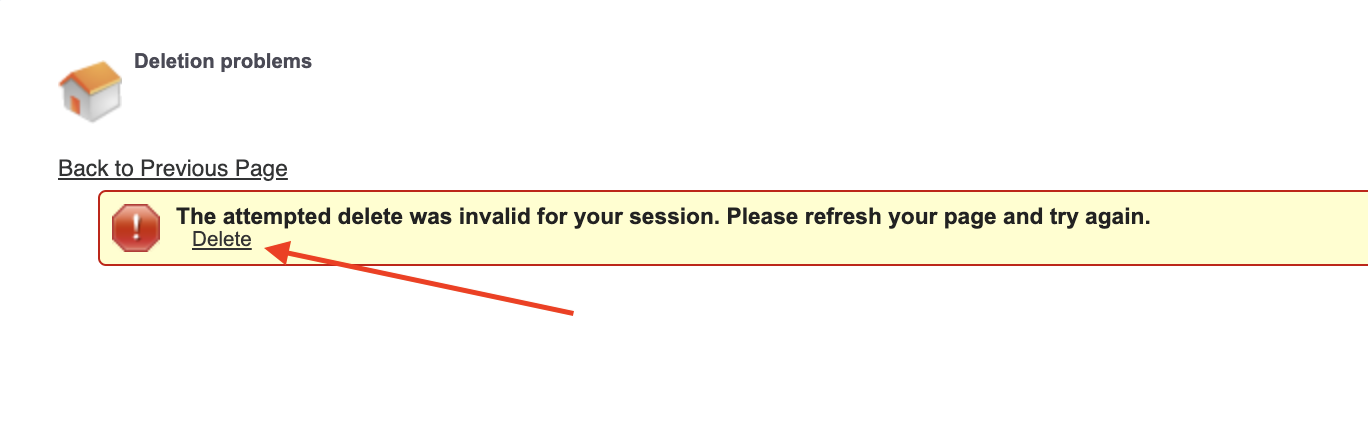 Deletion problems
Back to Previous Page
The attempted delete was invalid for your session. Please refresh your page and try again.
Delete